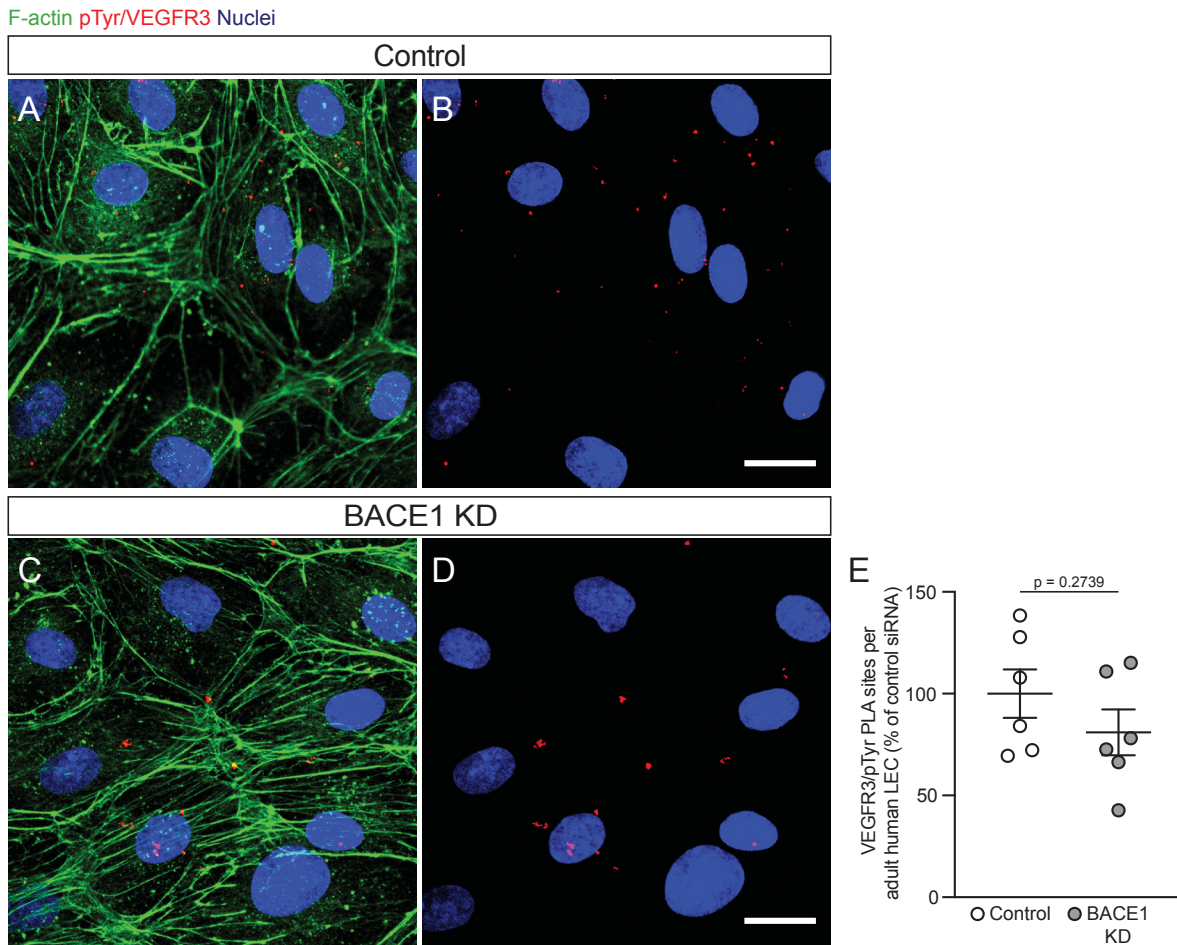 F-actin pTyr/VEGFR3 Nuclei
Control
A
B
BACE1 KD
C
D
E
p = 0.2739
VEGFR3/pTyr PLA sites per
adult human LEC (% of control siRNA)
150
100
50
0
Control
BACE1
KD